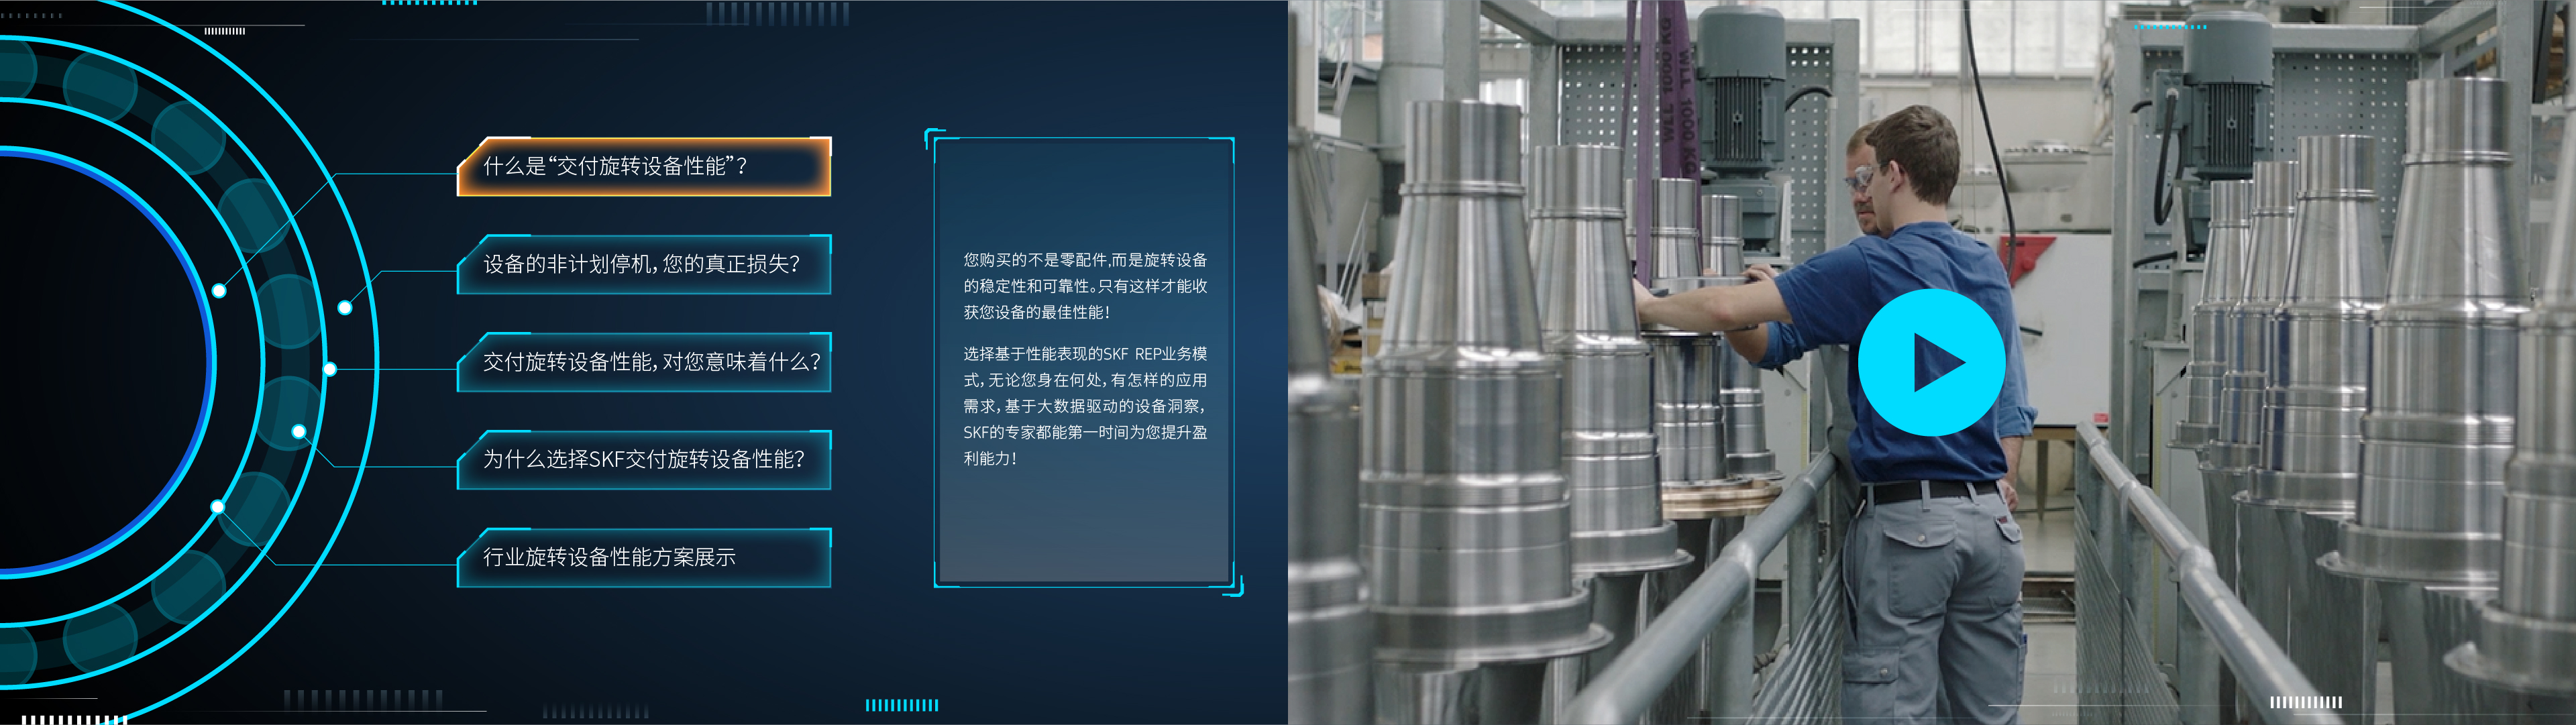 什么是“交付旋转设备性能”？
设备的非计划停机，您的真正损失？
交付旋转设备性能，对您意味着什么？
为什么选择SKF交付旋转设备性能？
行业旋转设备性能方案展示
您购买的不是零配件,而是旋转设备
的稳定性和可靠性。只有这样才能收
获您设备的最佳性能！
选择基于性能表现的SKF REP业务模
式，无论您身在何处，有怎样的应用
需求，基于大数据驱动的设备洞察，
SKF的专家都能第一时间为您提升盈
利能力！
WLL 1000 KG
WLL 1000 KG